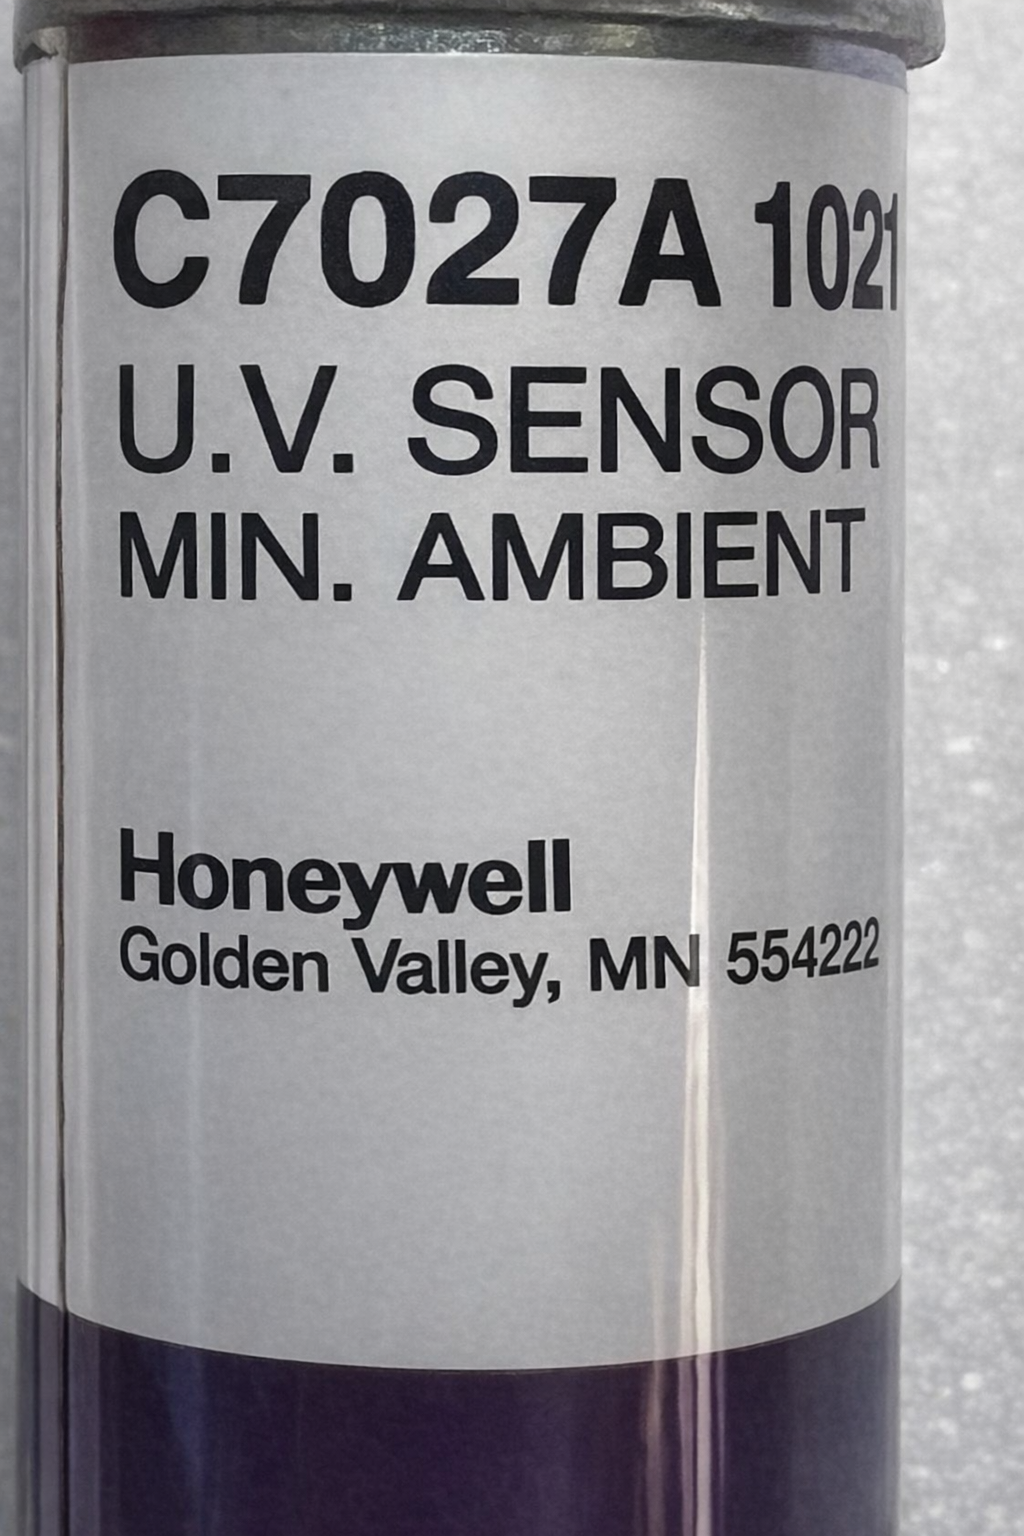 C7027A 1021
U.V. SENSOR
MIN. AMBIENT
Honeywell
Golden Valley, MN 554222